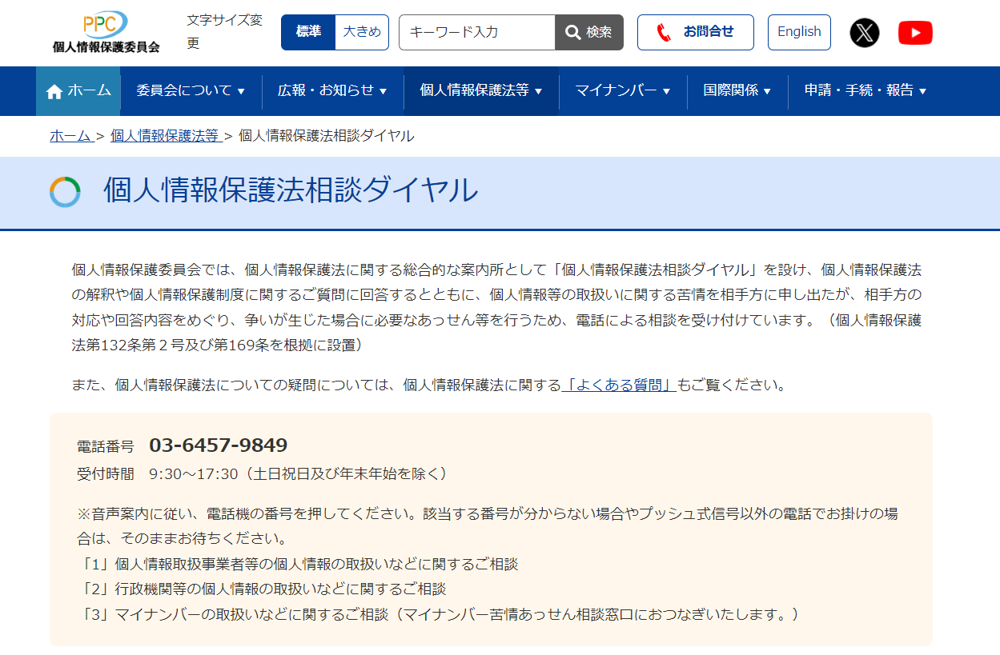 PPC
個人情報保護委員会
文字サイズ変
更
標準
大きめ
キーワード入力
検索
お問合せ
English
X
ホーム
委員会について ▼
広報・お知らせ ▼
個人情報保護法等 ▼
マイナンバー ▼
国際関係 ▼
申請・手続・報告 ▼
ホーム > 個人情報保護法等 > 個人情報保護法相談ダイヤル
個人情報保護法相談ダイヤル
個人情報保護委員会では、個人情報保護法に関する総合的な案内所として「個人情報保護法相談ダイヤル」を設け、個人情報保護法
の解釈や個人情報保護制度に関するご質問に回答するとともに、個人情報等の取扱いに関する苦情を相手方に申し出たが、相手方の
対応や回答内容をめぐり、争いが生じた場合に必要なあっせん等を行うため、電話による相談を受け付けています。（個人情報保護
法第132条第２号及び第169条を根拠に設置）
また、個人情報保護法についての疑問については、個人情報保護法に関する「よくある質問」もご覧ください。
電話番号　03-6457-9849
受付時間　9:30～17:30（土日祝日及び年末年始を除く）
※音声案内に従い、電話機の番号を押してください。該当する番号が分からない場合やプッシュ式信号以外の電話でお掛けの場
合は、そのままお待ちください。
「1」個人情報取扱事業者等の個人情報の取扱いなどに関するご相談
「2」行政機関等の個人情報の取扱いなどに関するご相談
「3」マイナンバーの取扱いなどに関するご相談（マイナンバー苦情あっせん相談窓口におつなぎいたします。）